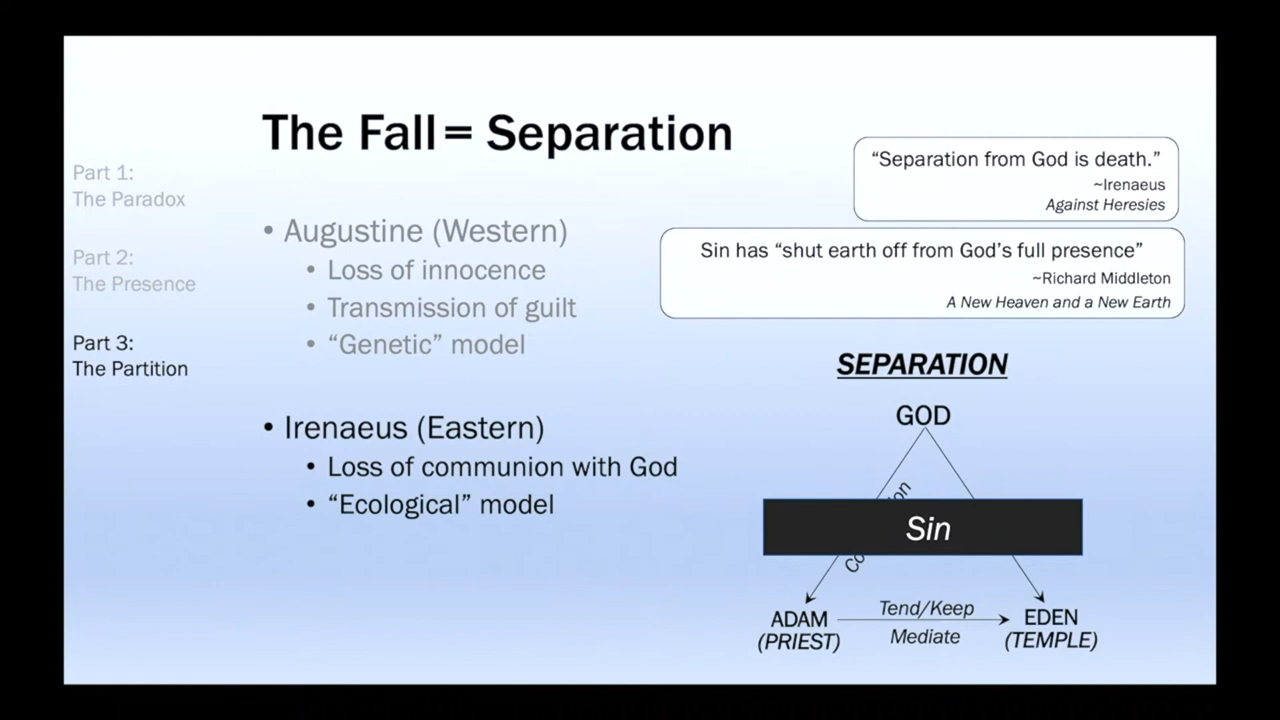 The Fall = Separation
Part 1:
The Paradox
Part 2:
The Presence
Part 3:
The Partition
• Augustine (Western)
• Loss of innocence
• Transmission of guilt
• “Genetic” model
• Irenaeus (Eastern)
• Loss of communion with God
• “Ecological” model
“Separation from God is death.”
~Irenaeus
Against Heresies
Sin has “shut earth off from God’s full presence”
~Richard Middleton
A New Heaven and a New Earth
SEPARATION
GOD
Sin
ADAM
(PRIEST)
Tend/Keep
Mediate
EDEN
(TEMPLE)